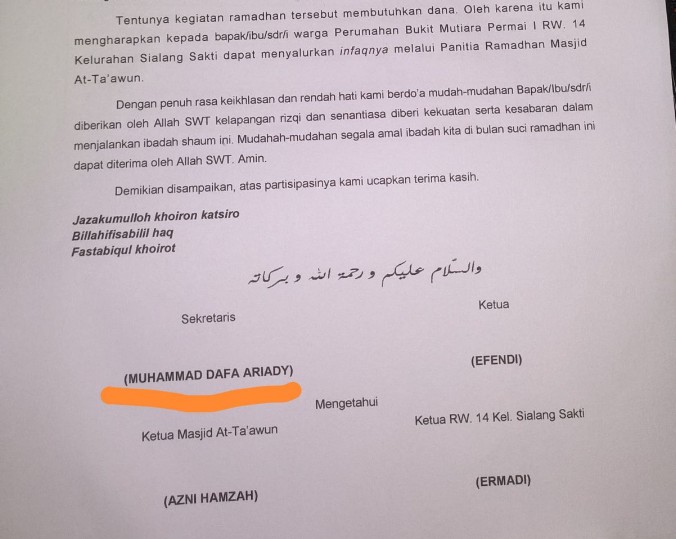 Tentunya kegiatan ramadhan tersebut membutuhkan dana. Oleh karena itu kami
mengharapkan kepada bapak/ibu/sdr/i warga Perumahan Bukit Mutiara Permai I RW. 14
Kelurahan Sialang Sakti dapat menyalurkan infaqnya melalui Panitia Ramadhan Masjid
At-Ta'awun.
Dengan penuh rasa keikhlasan dan rendah hati kami berdo'a mudah-mudahan Bapak/Ibu/sdr/i
diberikan oleh Allah SWT kelapangan rizqi dan senantiasa diberi kekuatan serta kesabaran dalam
menjalankan ibadah shaum ini. Mudahah-mudahan segala amal ibadah kita di bulan suci ramadhan ini
dapat diterima oleh Allah SWT. Amin.
Demikian disampaikan, atas partisipasinya kami ucapkan terima kasih.
Jazakumulloh khoiron katsiro
Billahifisabilil haq
Fastabiqul khoirot
والسّلام عليكم ورحمة الله وبركاته
Sekretaris
Ketua
(MUHAMMAD DAFA ARIADY)
(EFENDI)
Mengetahui
Ketua Masjid At-Ta'awun
Ketua RW. 14 Kel. Sialang Sakti
(AZNI HAMZAH)
(ERMADI)